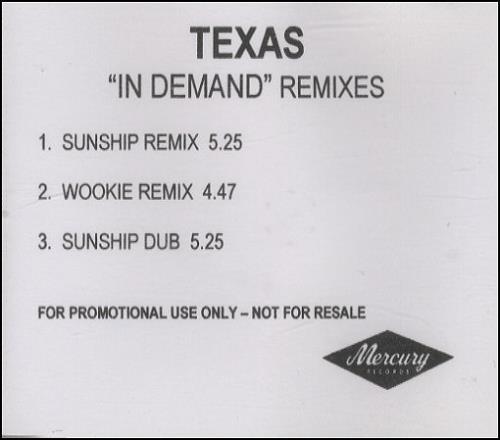 TEXAS
“IN DEMAND” REMIXES
1. SUNSHIP REMIX 5.25
2. WOOKIE REMIX 4.47
3. SUNSHIP DUB 5.25
FOR PROMOTIONAL USE ONLY – NOT FOR RESALE
Mercury
RECORDS